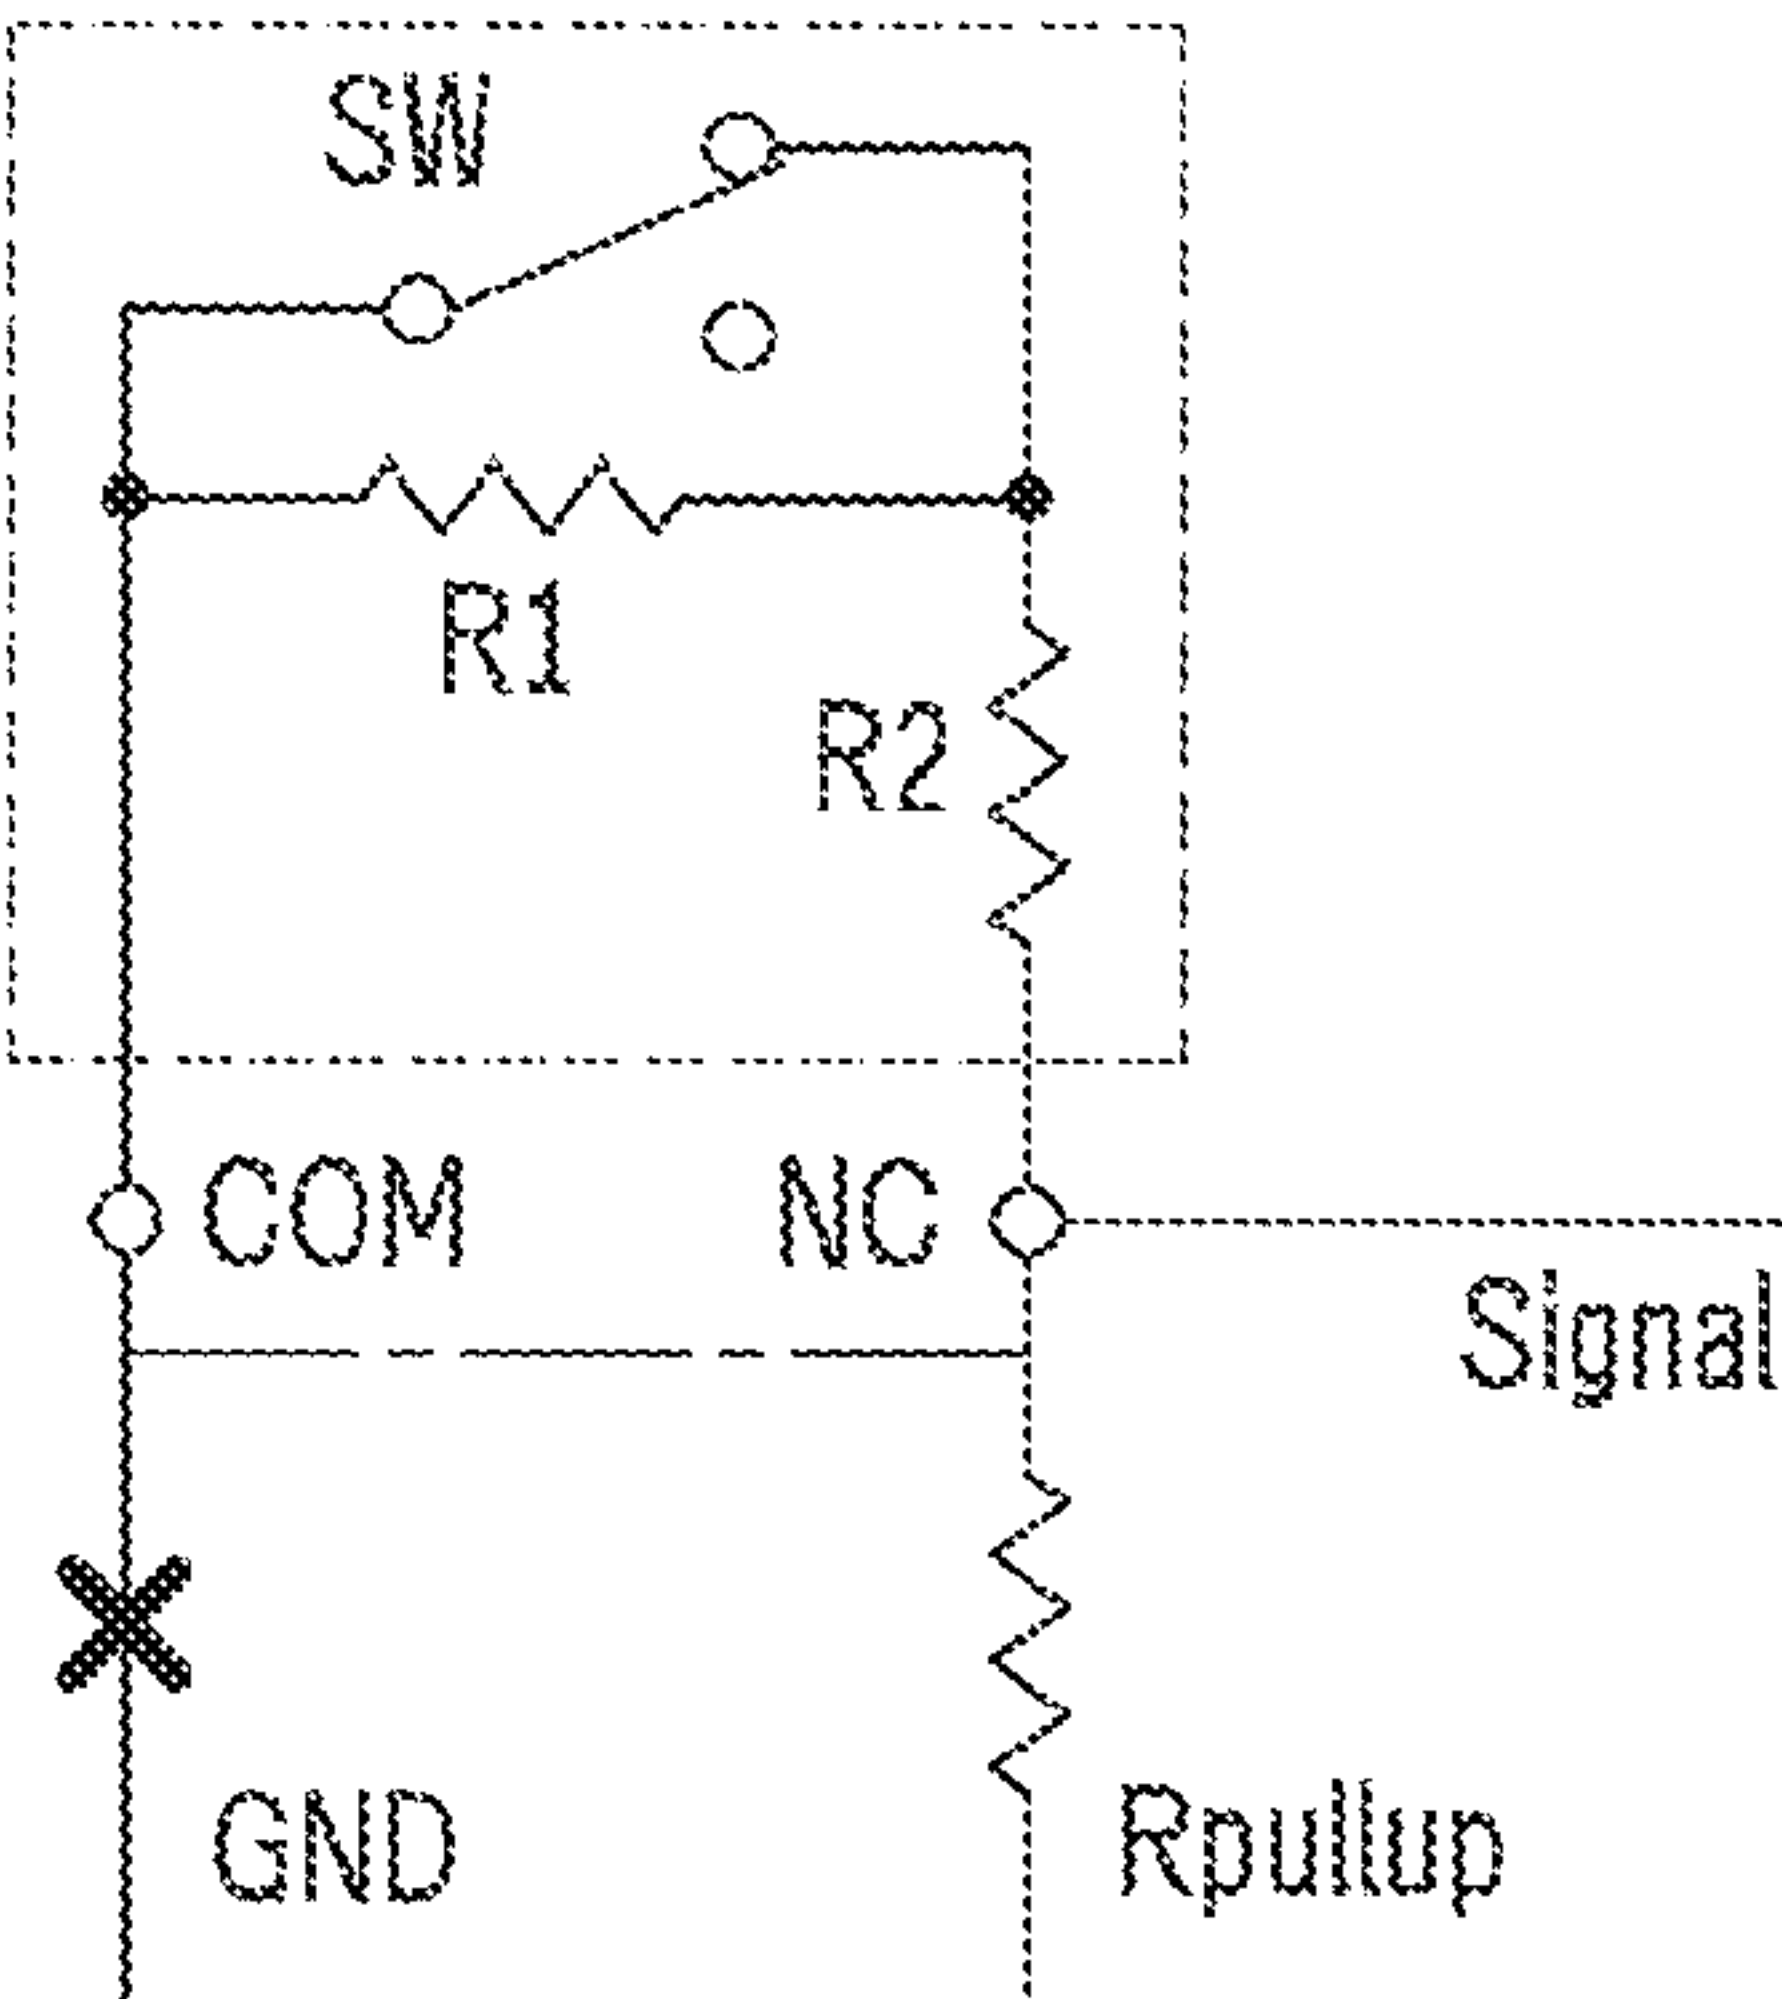 SW
R1
R2
COM NC
Signal
GND Rpullup